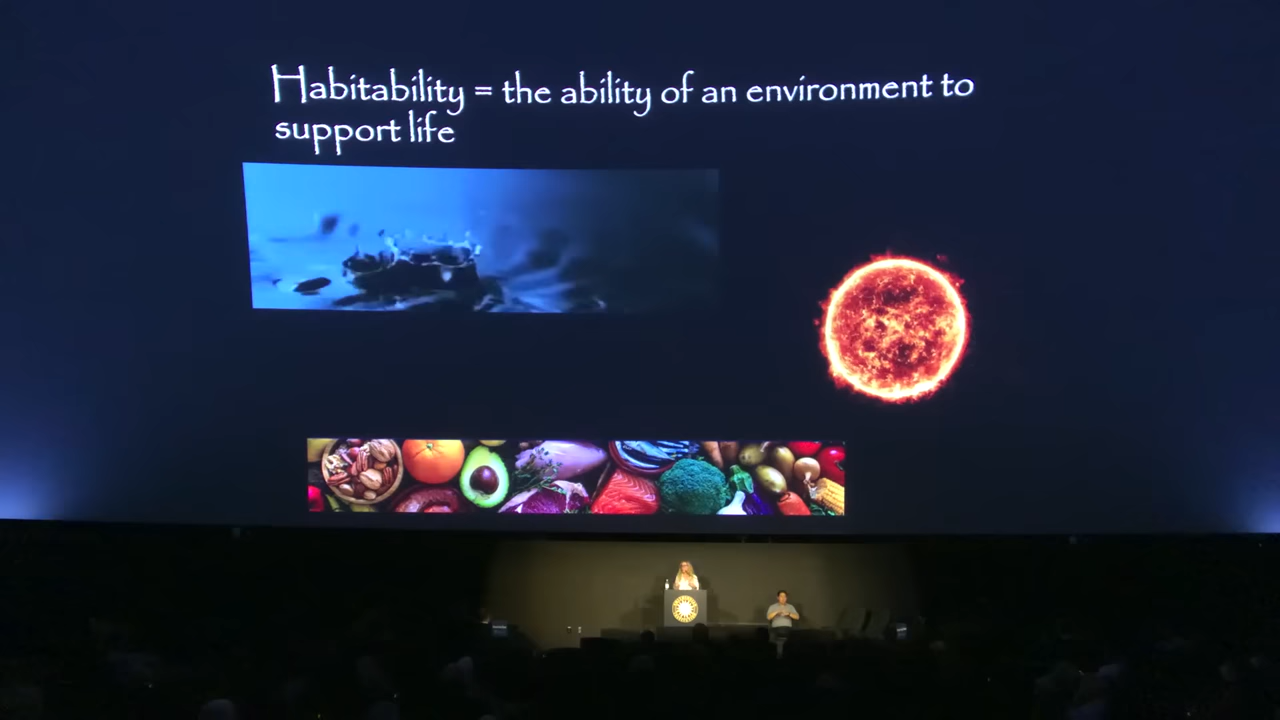 Habitability = the ability of an environment to
support life